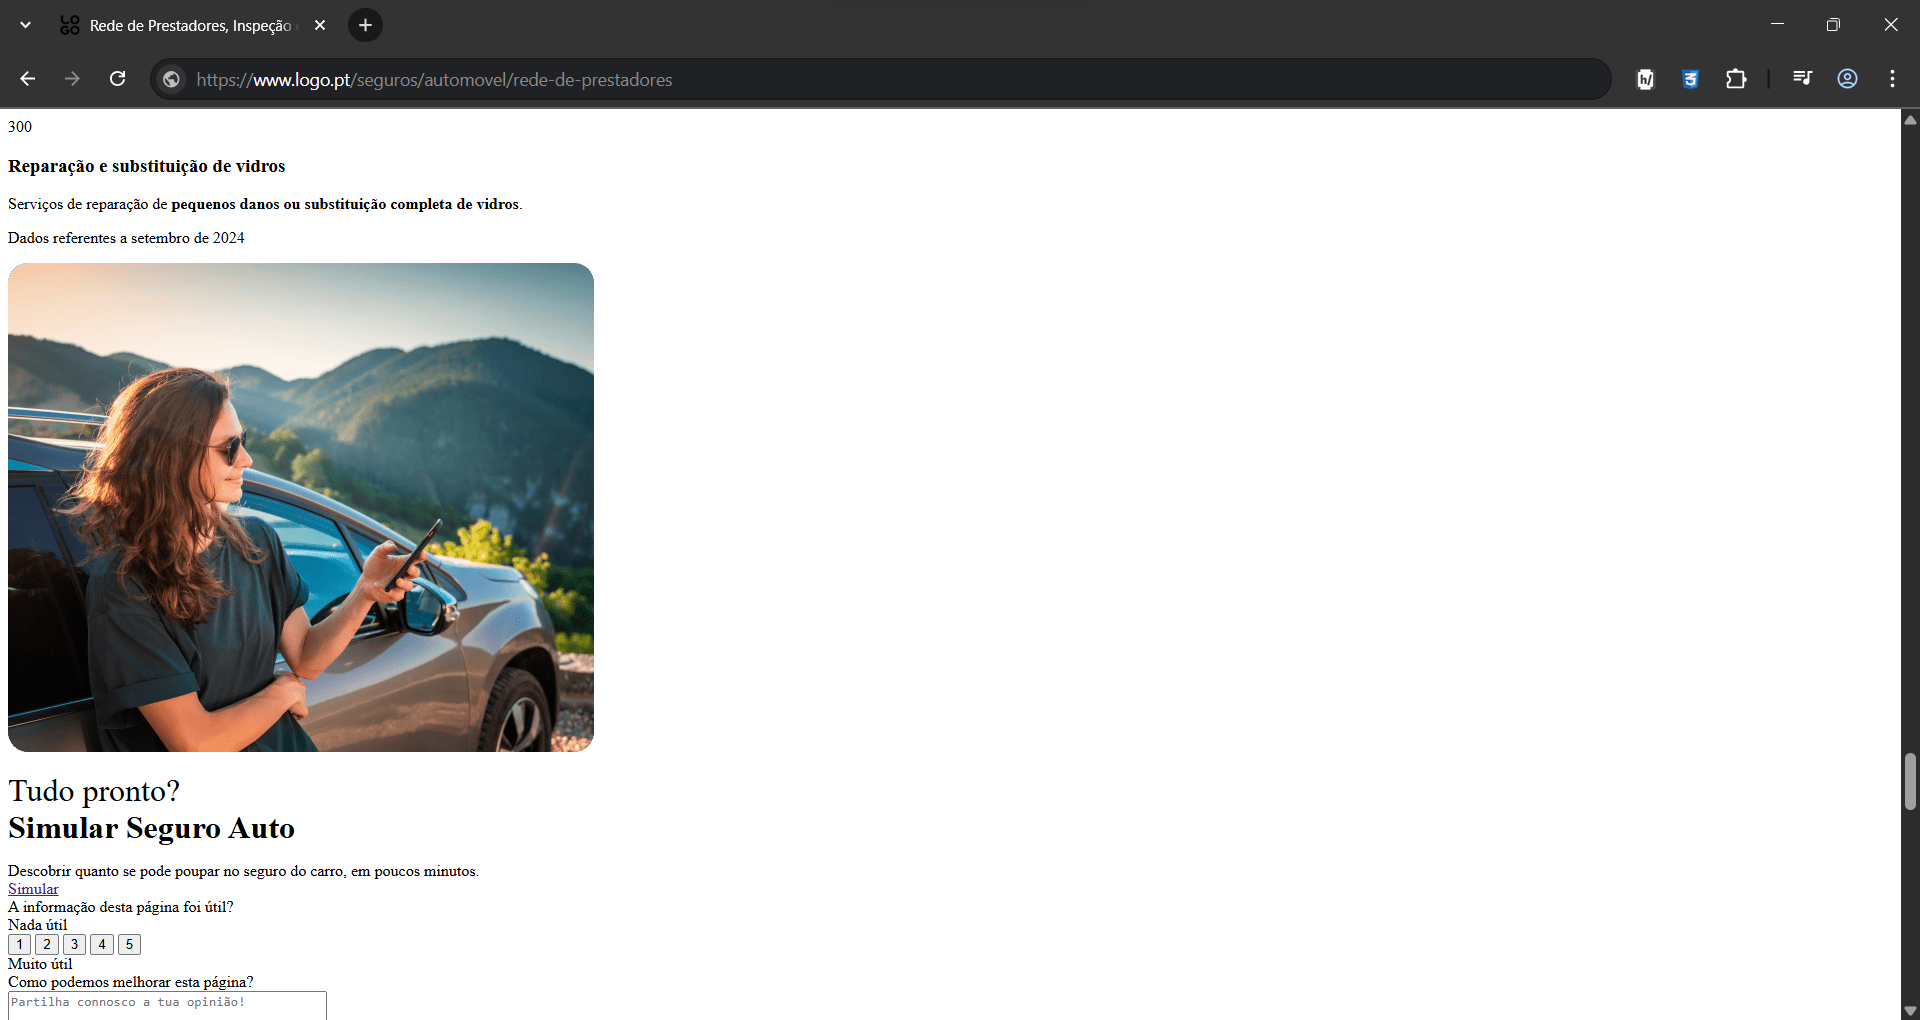 LO
GO
Rede de Prestadores, Inspeção
https://www.logo.pt/seguros/automovel/rede-de-prestadores
300
Reparação e substituição de vidros
Serviços de reparação de pequenos danos ou substituição completa de vidros.
Dados referentes a setembro de 2024
Tudo pronto?
Simular Seguro Auto
Descobrir quanto se pode poupar no seguro do carro, em poucos minutos.
Simular
A informação desta página foi útil?
Nada útil
1 2 3 4 5
Muito útil
Como podemos melhorar esta página?
Partilha connosco a tua opinião!